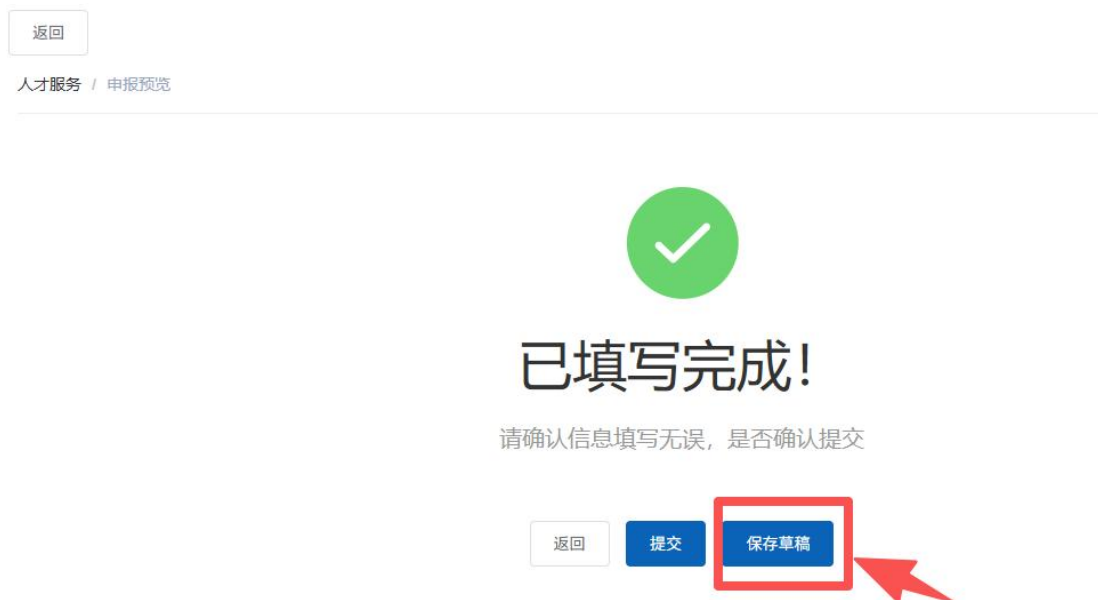 返回
人才服务 / 申报预览
已填写完成！
请确认信息填写无误，是否确认提交
返回 提交 保存草稿